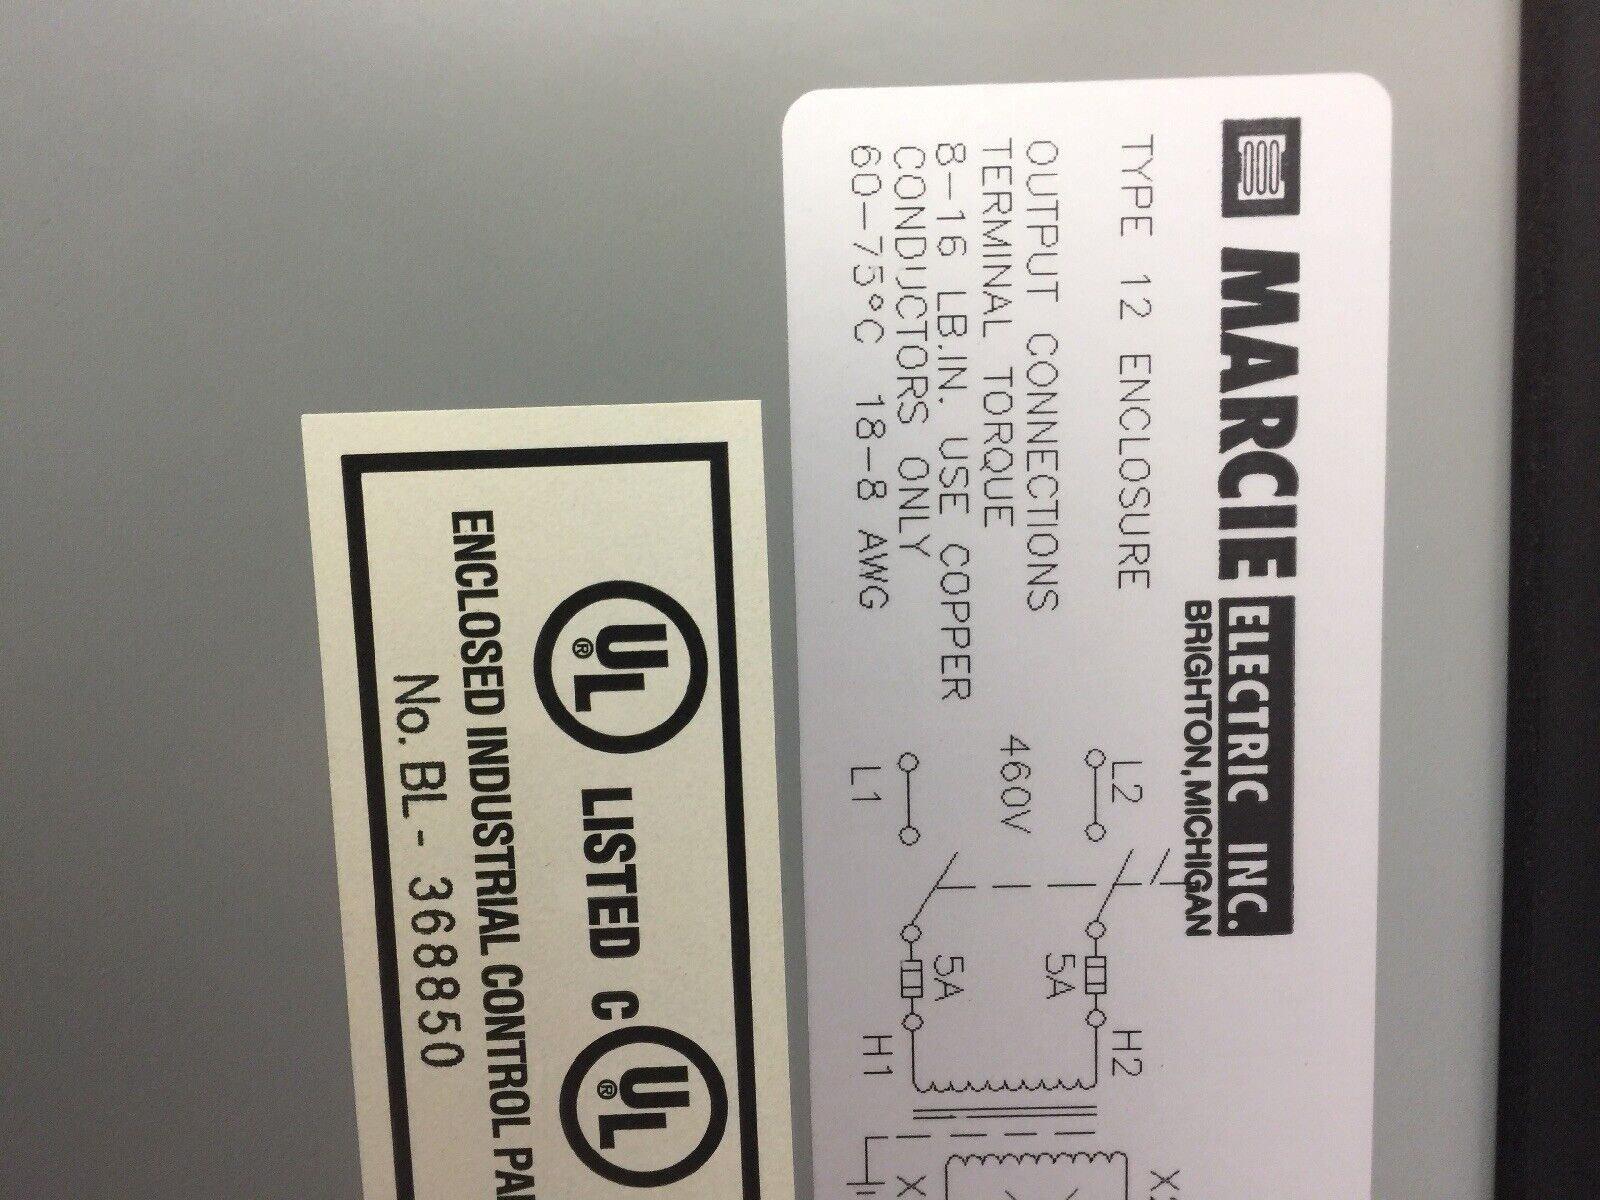 MARCIE ELECTRIC INC.
BRIGHTON, MICHIGAN
TYPE 12 ENCLOSURE
OUTPUT CONNECTIONS
TERMINAL TORQUE
8-16 LB.IN. USE COPPER
CONDUCTORS ONLY
60-75°C 18-8 AWG
L2
460V
L1
5A
5A
H2
H1
UL ® LISTED C UL ®
ENCLOSED INDUSTRIAL CONTROL
No. BL - 368850